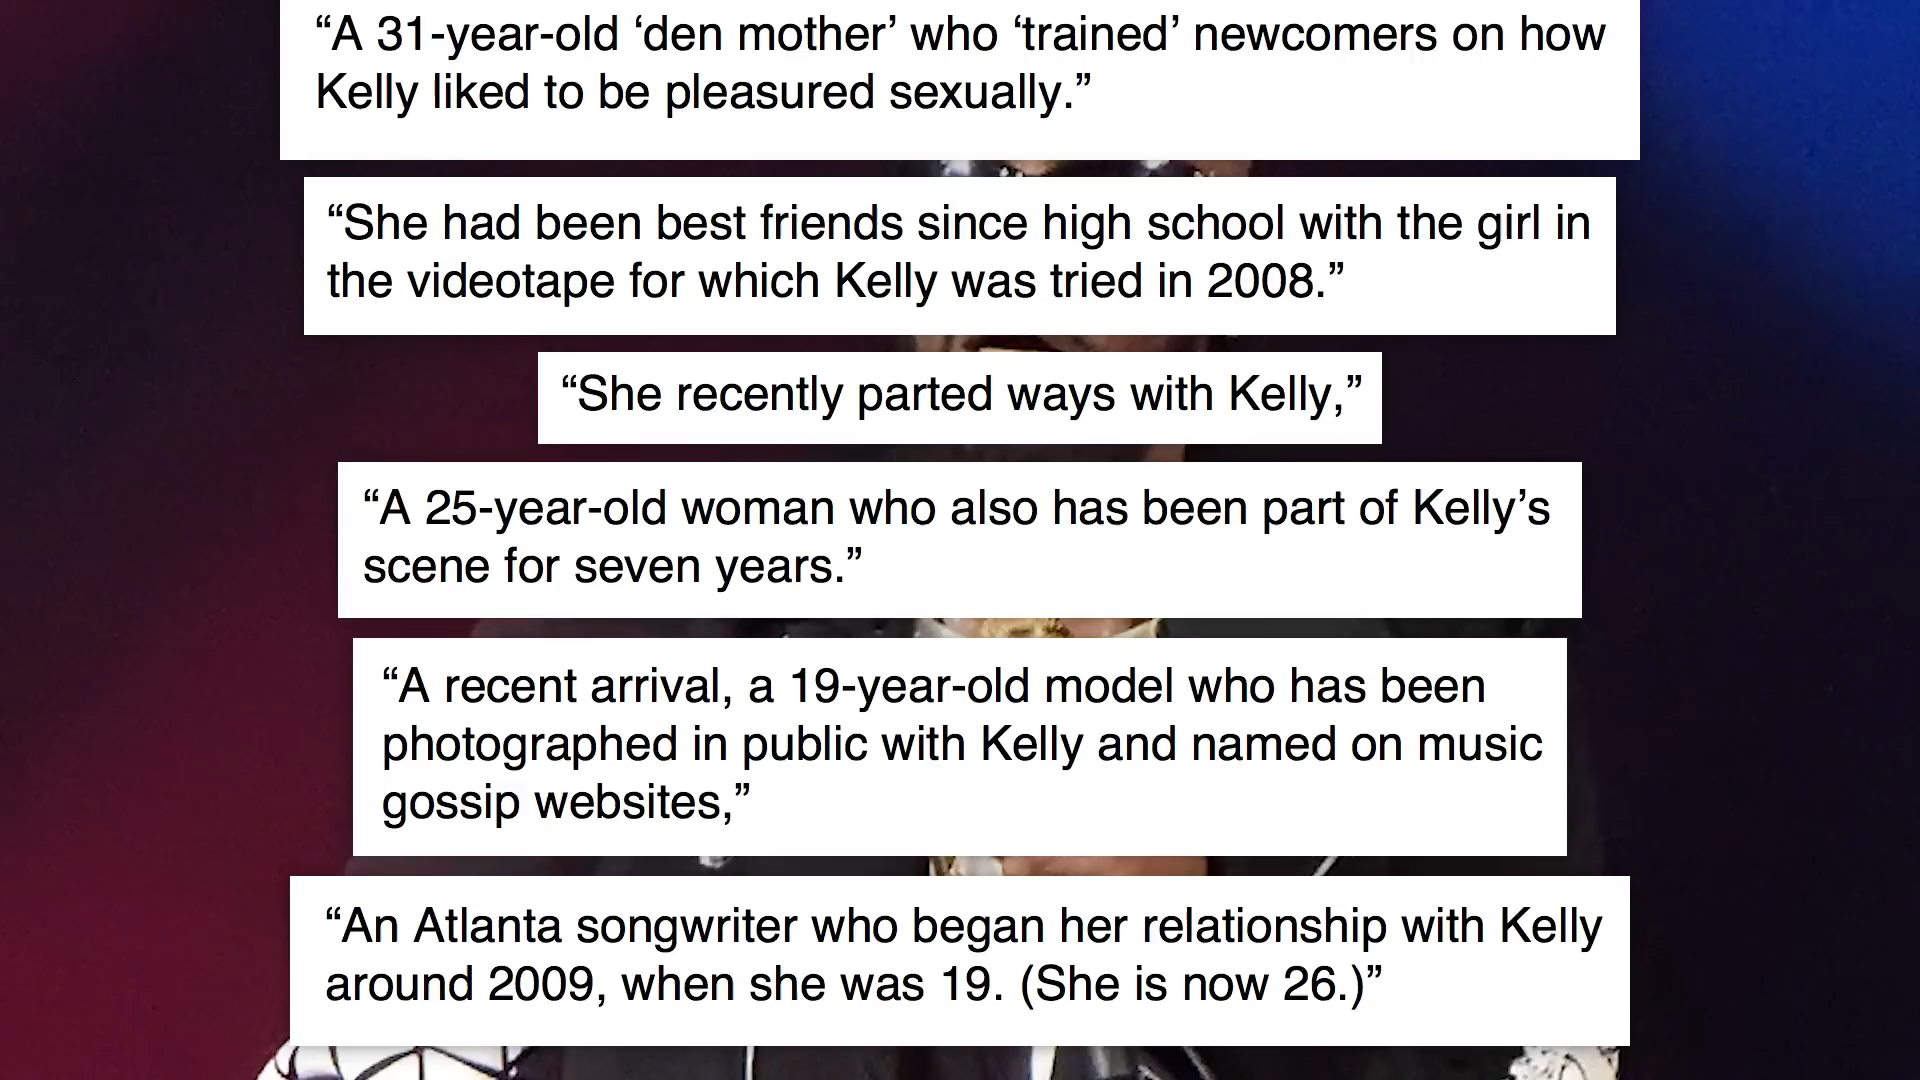 “A 31-year-old ‘den mother’ who ‘trained’ newcomers on how
Kelly liked to be pleasured sexually.”
“She had been best friends since high school with the girl in
the videotape for which Kelly was tried in 2008.”
“She recently parted ways with Kelly,”
“A 25-year-old woman who also has been part of Kelly’s
scene for seven years.”
“A recent arrival, a 19-year-old model who has been
photographed in public with Kelly and named on music
gossip websites,”
“An Atlanta songwriter who began her relationship with Kelly
around 2009, when she was 19. (She is now 26.)”